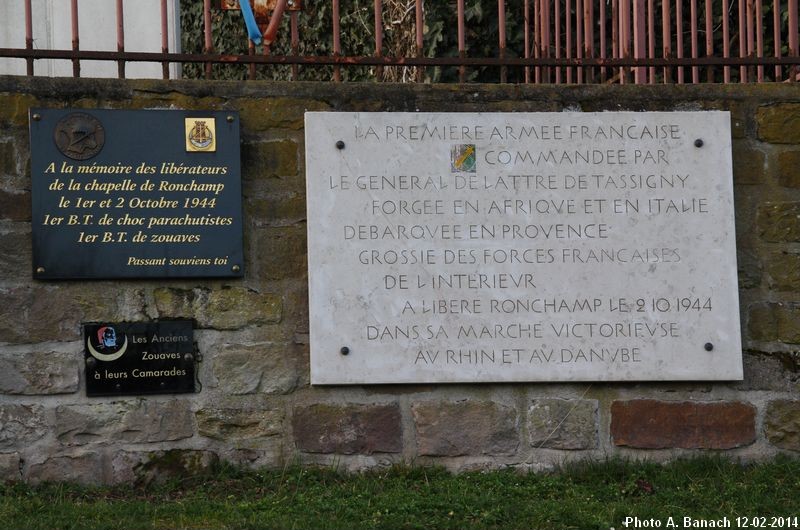 A la mémoire des libérateurs
de la chapelle de Ronchamp
le 1er et 2 Octobre 1944
1er B.T. de choc parachutistes
1er B.T. de zouaves
Passant souviens toi
Les Anciens
Zouaves
à leurs Camarades
LA PREMIERE ARMEE FRANCAISE
COMMANDEE PAR
LE GENERAL DE LATTRE DE TASSIGNY
FORGEE EN AFRIQVE ET EN ITALIE
DEBARQVEE EN PROVENCE
GROSSIE DES FORCES FRANCAISES
DE L'INTERIEVR
A LIBERE RONCHAMP LE 2 10 1944
DANS SA MARCHE VICTORIEVSE
AV RHIN ET AV DANVBE
Photo A. Banach 12-02-2014